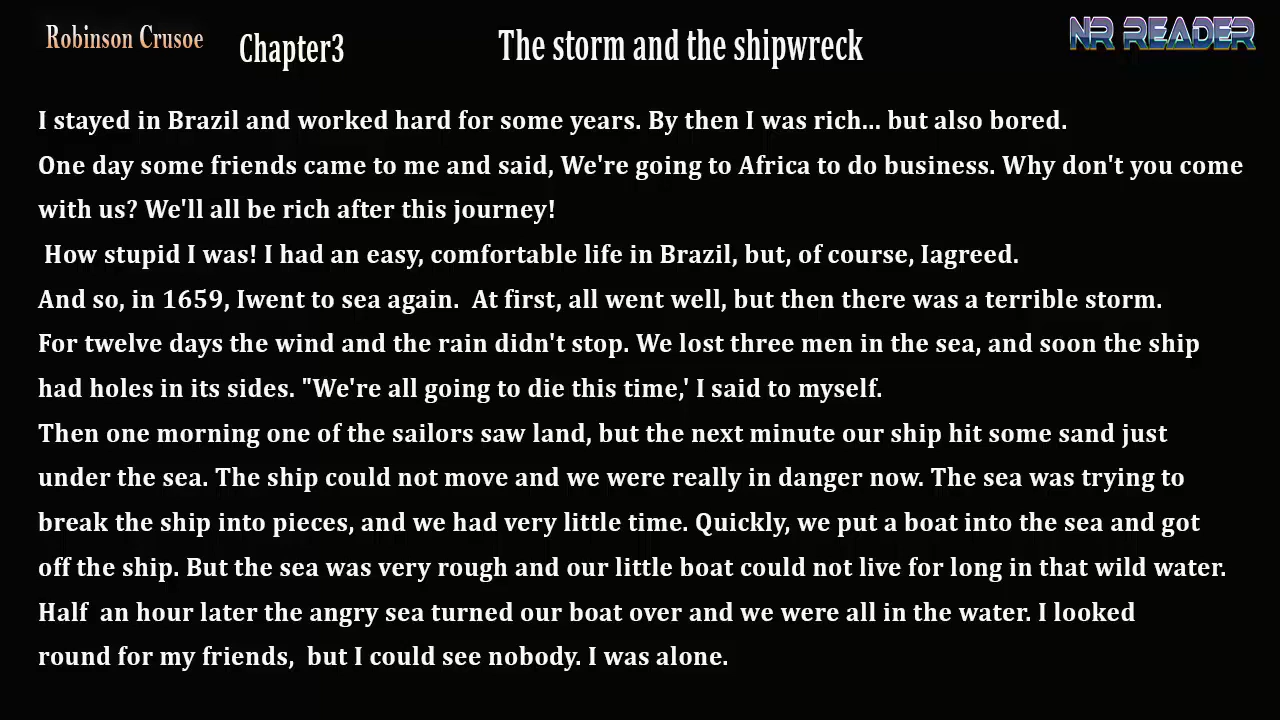 Robinson Crusoe
Chapter3
The storm and the shipwreck
NR READER
I stayed in Brazil and worked hard for some years. By then I was rich... but also bored.
One day some friends came to me and said, We're going to Africa to do business. Why don't you come
with us? We'll all be rich after this journey!
How stupid I was! I had an easy, comfortable life in Brazil, but, of course, Iagreed.
And so, in 1659, Iwent to sea again.  At first, all went well, but then there was a terrible storm.
For twelve days the wind and the rain didn't stop. We lost three men in the sea, and soon the ship
had holes in its sides. "We're all going to die this time,' I said to myself.
Then one morning one of the sailors saw land, but the next minute our ship hit some sand just
under the sea. The ship could not move and we were really in danger now. The sea was trying to
break the ship into pieces, and we had very little time. Quickly, we put a boat into the sea and got
off the ship. But the sea was very rough and our little boat could not live for long in that wild water.
Half  an hour later the angry sea turned our boat over and we were all in the water. I looked
round for my friends,  but I could see nobody. I was alone.